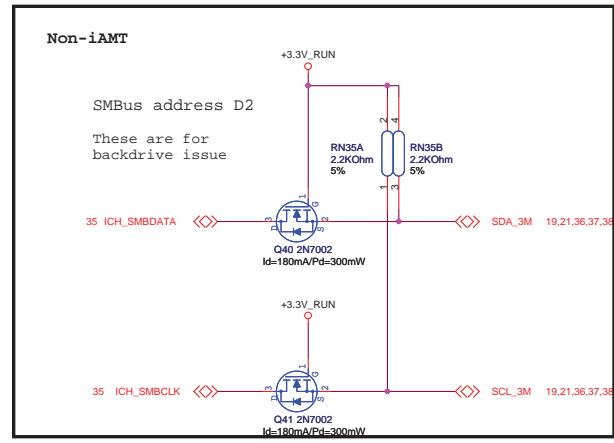 Non-iAMT
+3.3V_RUN
SMBus address D2
These are for
backdrive issue
2
4
RN35A
2.2KOhm
5%
RN35B
2.2KOhm
5%
1
3
1
G
35 ICH_SMBDATA
3
D
S
2
SDA_3M 19,21,36,37,38
Q40 2N7002
Id=180mA/Pd=300mW
+3.3V_RUN
1
G
35 ICH_SMBCLK
3
D
S
2
SCL_3M 19,21,36,37,38
Q41 2N7002
Id=180mA/Pd=300mW